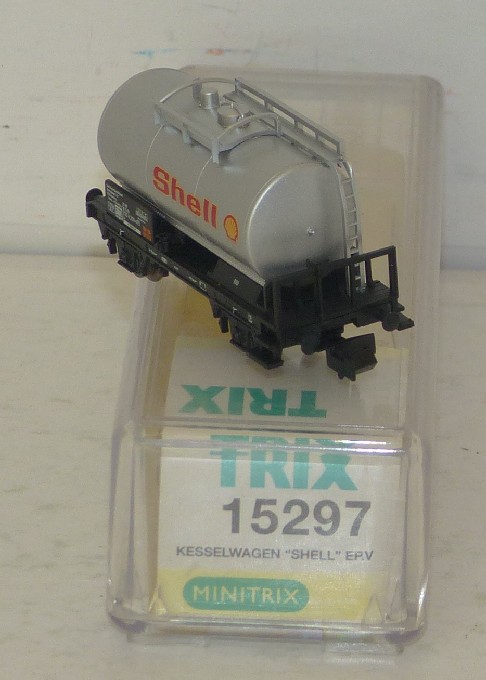 Shell
TRIX
TRIX
15297
KESSELWAGEN "SHELL" EP.V
MINITRIX